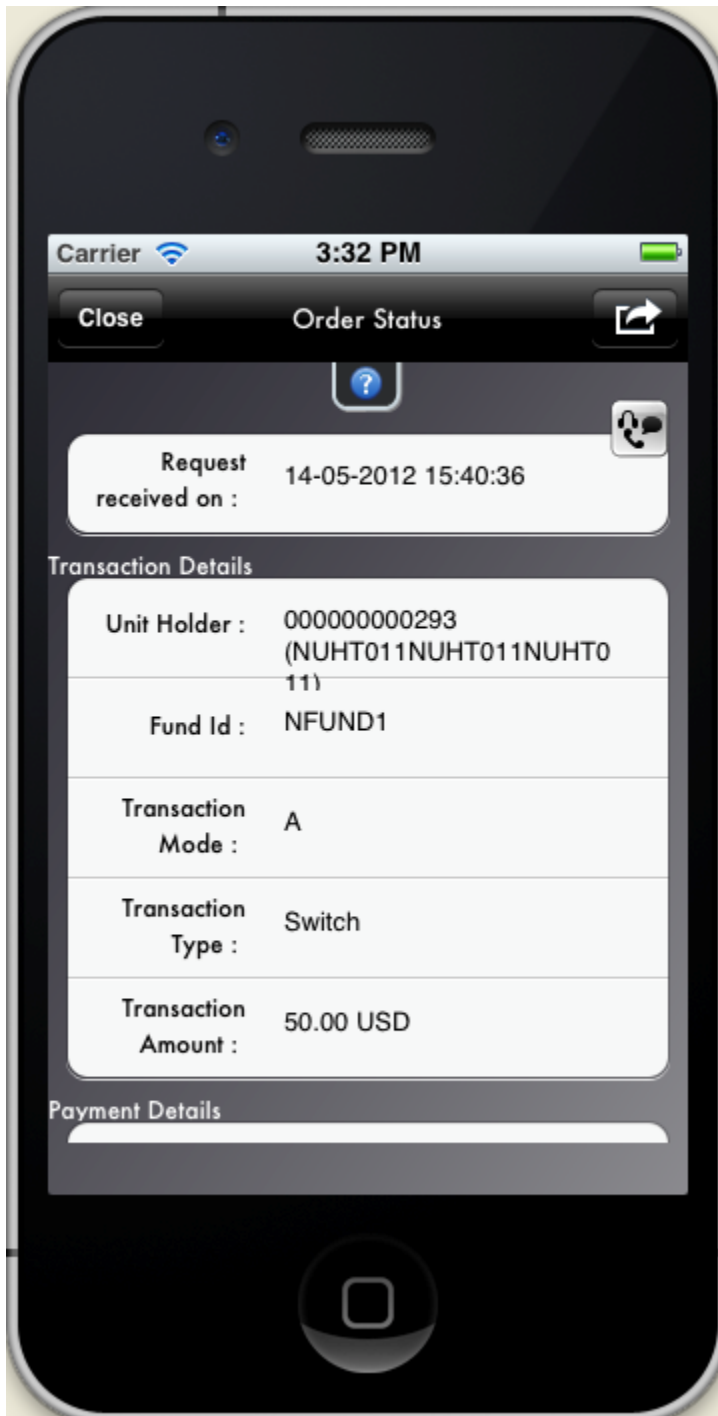 Carrier 3:32 PM
Close Order Status
?
Request
received on : 14-05-2012 15:40:36
Transaction Details
Unit Holder : 000000000293
(NUHT011NUHT011NUHT0
11)
Fund Id : NFUND1
Transaction
Mode : A
Transaction
Type : Switch
Transaction
Amount : 50.00 USD
Payment Details